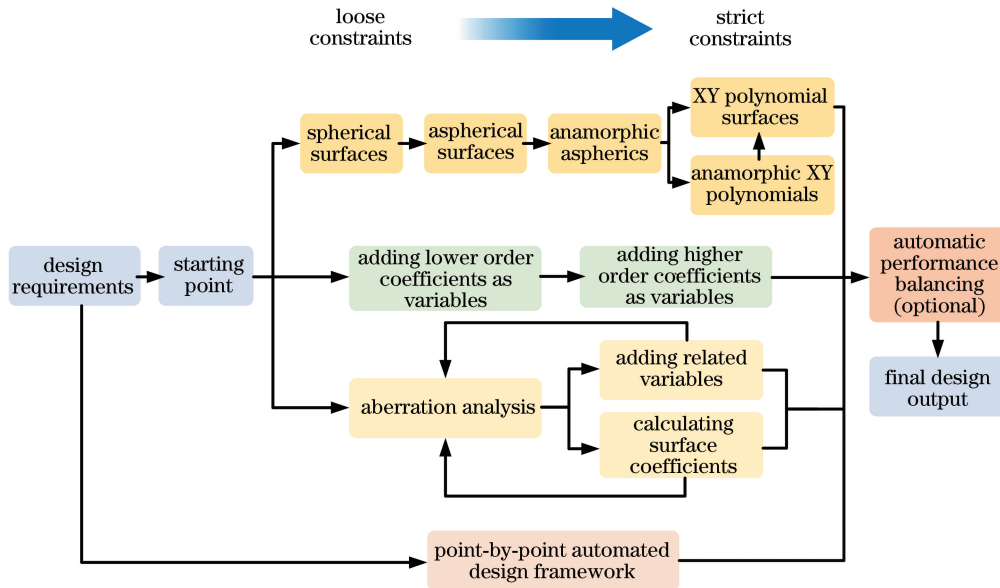 loose
constraints
strict
constraints
spherical
surfaces
aspherical
surfaces
anamorphic
aspherics
XY polynomial
surfaces
anamorphic XY
polynomials
design
requirements
starting
point
adding lower order
coefficients as
variables
adding higher
order coefficients
as variables
automatic
performance
balancing
(optional)
aberration analysis
adding related
variables
calculating
surface
coefficients
final design
output
point-by-point automated
design framework